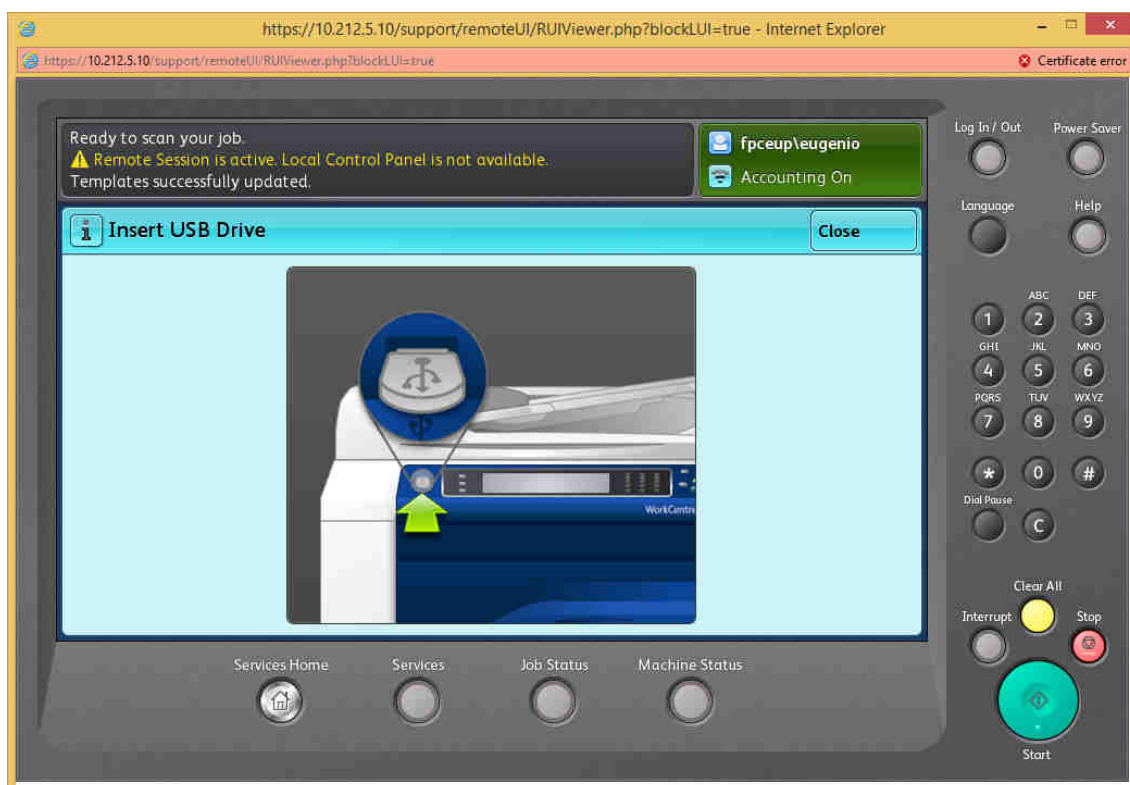 https://10.212.5.10/support/remoteUI/RUIViewer.php?blockLUI=true - Internet Explorer
https://10.212.5.10/support/remoteUI/RUIViewer.php?blockLUI=true
Certificate error
Ready to scan your job.
Remote Session is active. Local Control Panel is not available.
Templates successfully updated.
fpceup\eugenio
Accounting On
Log In / Out
Power Saver
Insert USB Drive
Close
Language
Help
WorkCentre
ABC DEF
1 2 3
GHI JKL MNO
4 5 6
PQRS TUV WXYZ
7 8 9
* 0 #
Dial Pause
C
Clear All
Interrupt
Stop
Services Home
Services
Job Status
Machine Status
Start